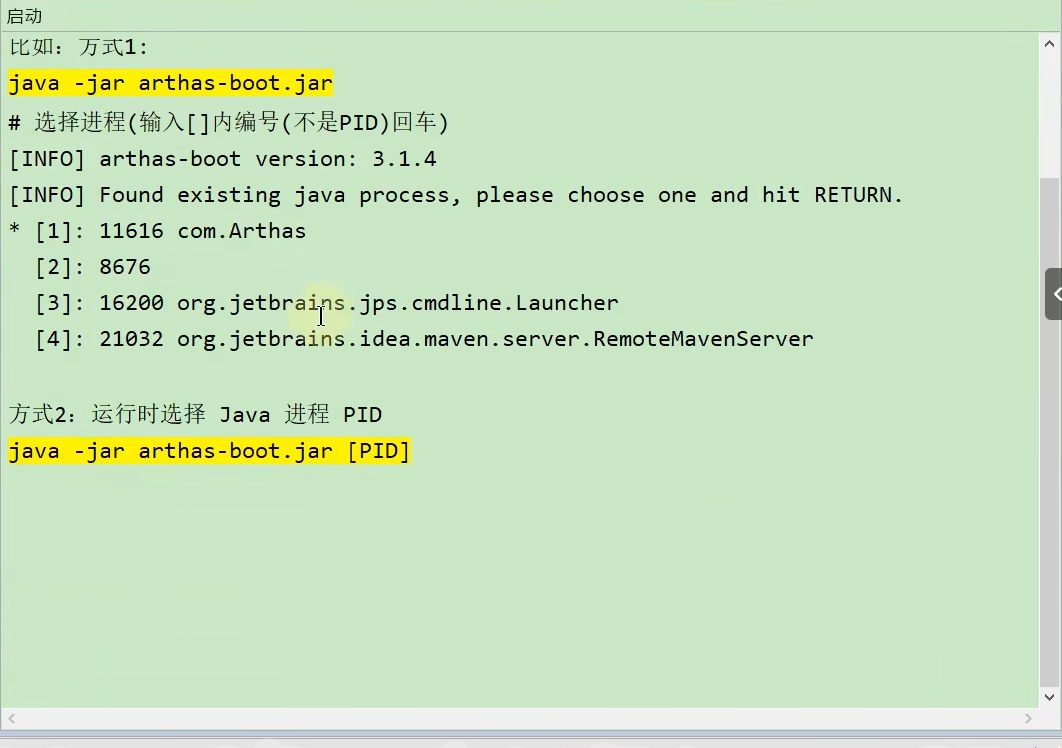 启动
比如：方式1:
java -jar arthas-boot.jar
# 选择进程(输入[]内编号(不是PID)回车)
[INFO] arthas-boot version: 3.1.4
[INFO] Found existing java process, please choose one and hit RETURN.
* [1]: 11616 com.Arthas
[2]: 8676
[3]: 16200 org.jetbrains.jps.cmdline.Launcher
[4]: 21032 org.jetbrains.idea.maven.server.RemoteMavenServer
方式2：运行时选择 Java 进程 PID
java -jar arthas-boot.jar [PID]